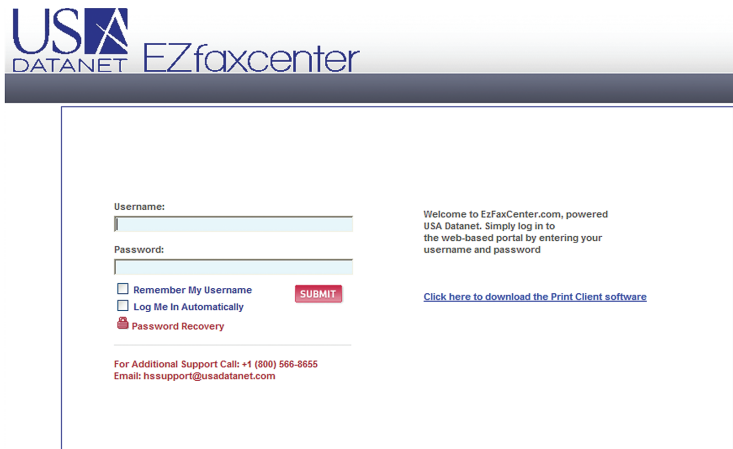 USA
DATANET
EZfaxcenter
Username:
Password:
Remember My Username
SUBMIT
Log Me In Automatically
Password Recovery
For Additional Support Call: +1 (800) 566-8655
Email: hssupport@usadatanet.com
Welcome to EzFaxCenter.com, powered
USA Datanet. Simply log in to
the web-based portal by entering your
username and password
Click here to download the Print Client software